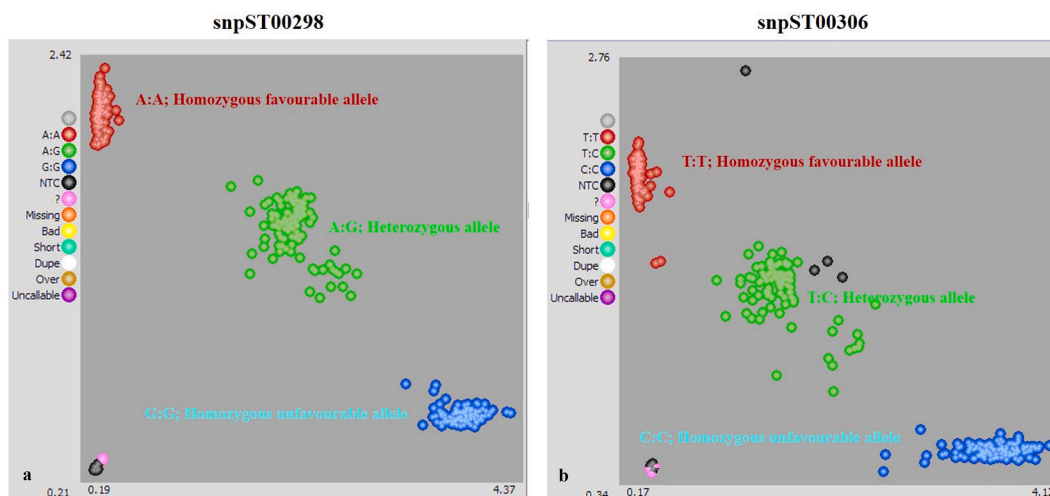 snpST00298
2.42
A:A; Homozygous favourable allele
A:A
A:G
G:G
NTC
?
Missing
Bad
Short
Dupe
Over
Uncallable
A:G; Heterozygous allele
G:G; Homozygous unfavourable allele
a
0.21
0.19
4.37
snpST00306
2.76
T:T; Homozygous favourable allele
T:T
T:C
C:C
NTC
?
Missing
Bad
Short
Dupe
Over
Uncallable
T:C; Heterozygous allele
C:C; Homozygous unfavourable allele
b
0.34
0.17